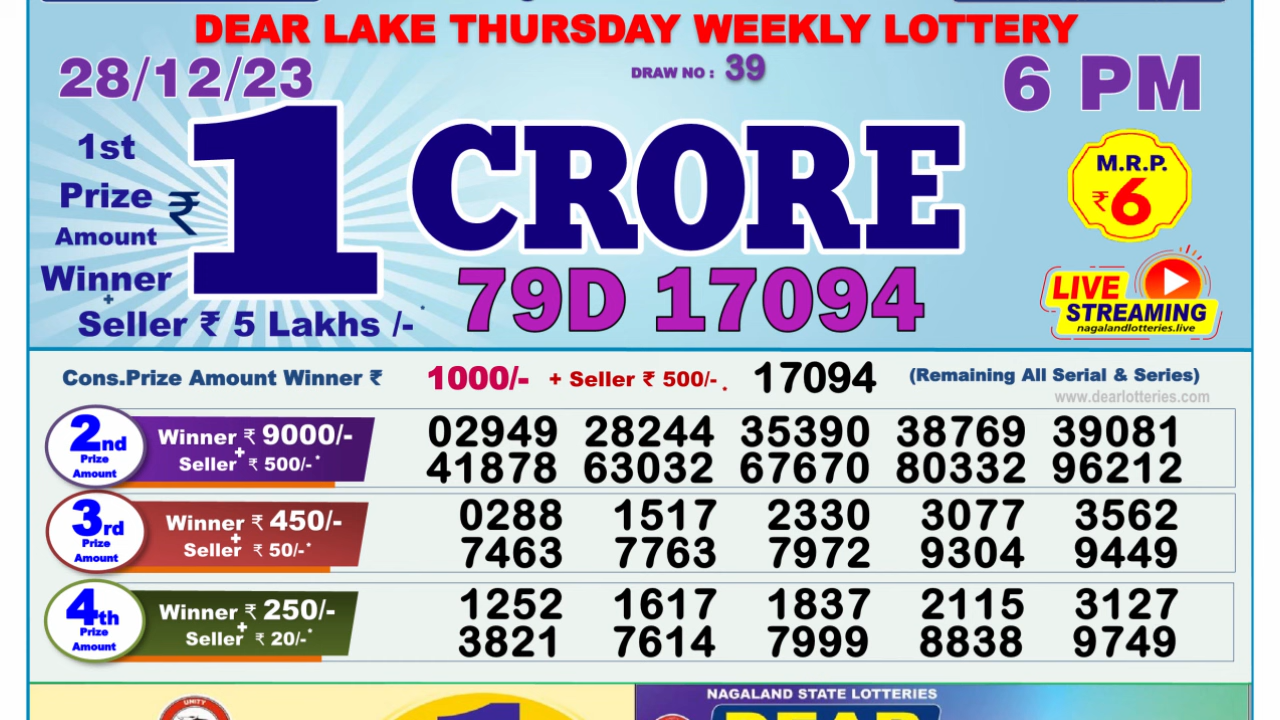 DEAR LAKE THURSDAY WEEKLY LOTTERY
28/12/23
DRAW NO : 39
6 PM
1st
Prize
Amount
Winner
+
Seller ₹ 5 Lakhs /-*
₹ 1 CRORE
79D 17094
M.R.P.
₹6
LIVE
STREAMING
nagalandlotteries.live
Cons.Prize Amount Winner ₹ 1000/- + Seller ₹ 500/-. 17094 (Remaining All Serial & Series)
www.dearlotteries.com
2nd
Prize
Amount
Winner ₹ 9000/-
+
Seller ₹ 500/-*
02949 28244 35390 38769 39081
41878 63032 67670 80332 96212
3rd
Prize
Amount
Winner ₹ 450/-
+
Seller ₹ 50/-*
0288 1517 2330 3077 3562
7463 7763 7972 9304 9449
4th
Prize
Amount
Winner ₹ 250/-
+
Seller ₹ 20/-*
1252 1617 1837 2115 3127
3821 7614 7999 8838 9749
UNITY
1
NAGALAND STATE LOTTERIES
DEAR